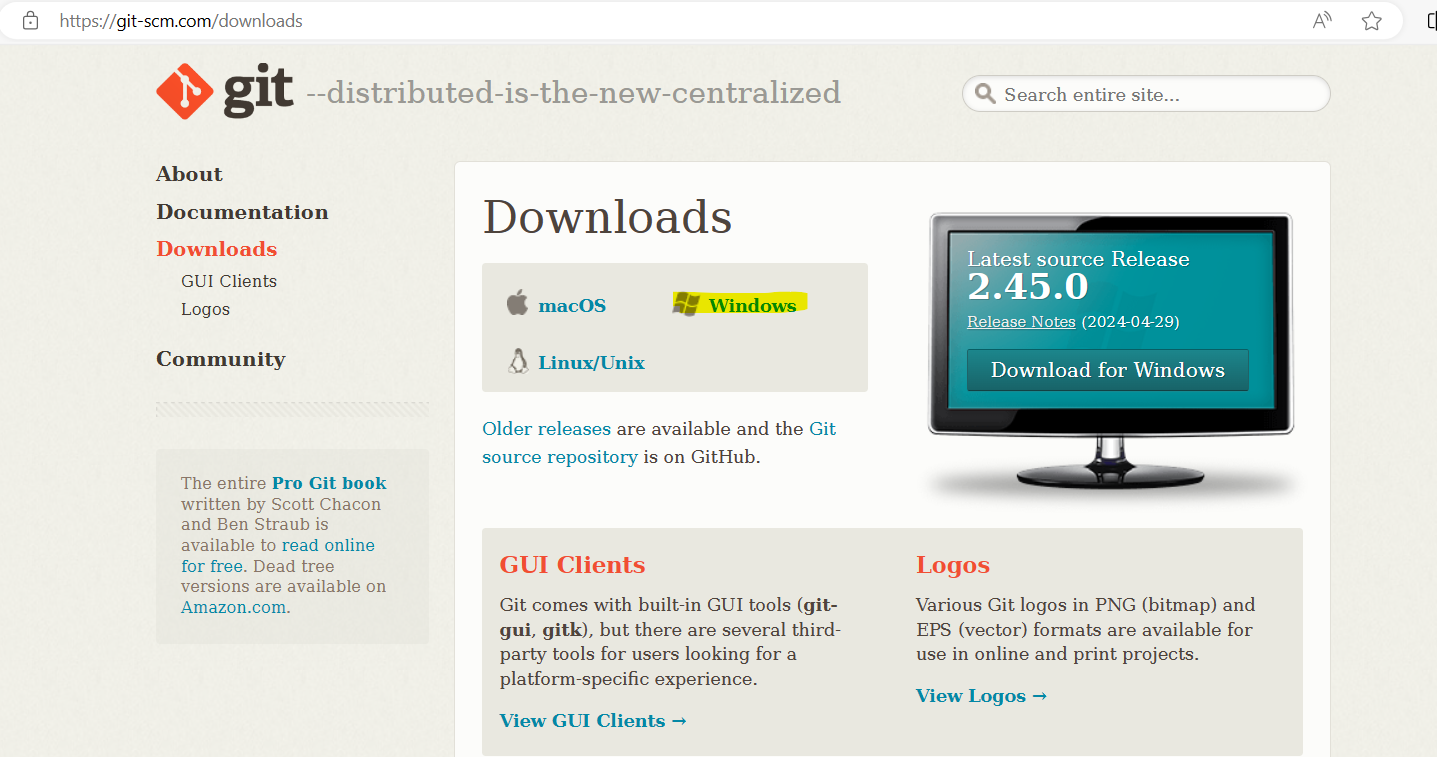 https://git-scm.com/downloads
git --distributed-is-the-new-centralized
Search entire site...
About
Documentation
Downloads
GUI Clients
Logos
Community
The entire Pro Git book
written by Scott Chacon
and Ben Straub is
available to read online
for free. Dead tree
versions are available on
Amazon.com.
Downloads
macOS
Windows
Linux/Unix
Older releases are available and the Git
source repository is on GitHub.
Latest source Release
2.45.0
Release Notes (2024-04-29)
Download for Windows
GUI Clients
Git comes with built-in GUI tools (git-
gui, gitk), but there are several third-
party tools for users looking for a
platform-specific experience.
View GUI Clients →
Logos
Various Git logos in PNG (bitmap) and
EPS (vector) formats are available for
use in online and print projects.
View Logos →